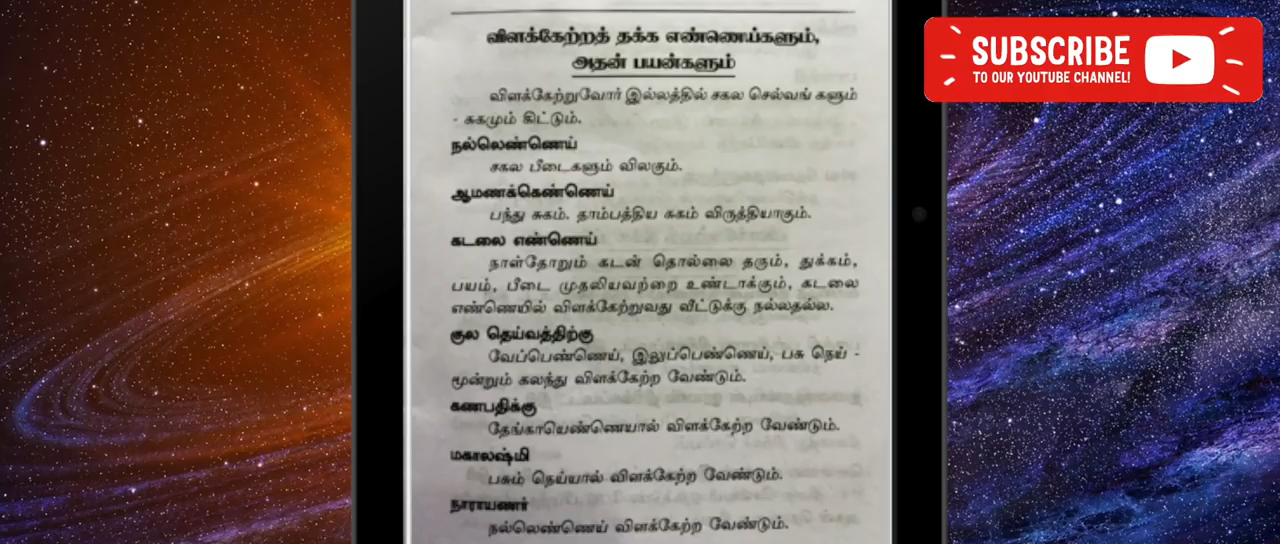 விளக்கேற்றத் தக்க எண்ணெய்களும்,
அதன் பயன்களும்
விளக்கேற்றுவோர் இல்லத்தில் சகல செல்வங் களும்
- சுகமும் கிட்டும்.
நல்லெண்ணெய்
சகல பீடைகளும் விலகும்.
ஆமணக்கெண்ணெய்
பந்து சுகம். தாம்பத்திய சுகம் விருத்தியாகும்.
கடலை எண்ணெய்
நாள்தோறும் கடன் தொல்லை தரும், துக்கம்,
பயம், பீடை முதலியவற்றை உண்டாக்கும், கடலை
எண்ணெயில் விளக்கேற்றுவது வீட்டுக்கு நல்லதல்ல.
குல தெய்வத்திற்கு
வேப்பெண்ணெய், இலுப்பெண்ணெய், பசு நெய் -
மூன்றும் கலந்து விளக்கேற்ற வேண்டும்.
கணபதிக்கு
தேங்காயெண்ணெயால் விளக்கேற்ற வேண்டும்.
மகாலஷ்மி
பசும் நெய்யால் விளக்கேற்ற வேண்டும்.
நாராயணர்
நல்லெண்ணெய் விளக்கேற்ற வேண்டும்.
SUBSCRIBE
TO OUR YOUTUBE CHANNEL!